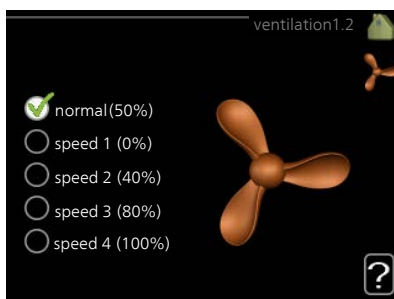 ventilation1.2
normal(50%)
speed 1 (0%)
speed 2 (40%)
speed 3 (80%)
speed 4 (100%)
?